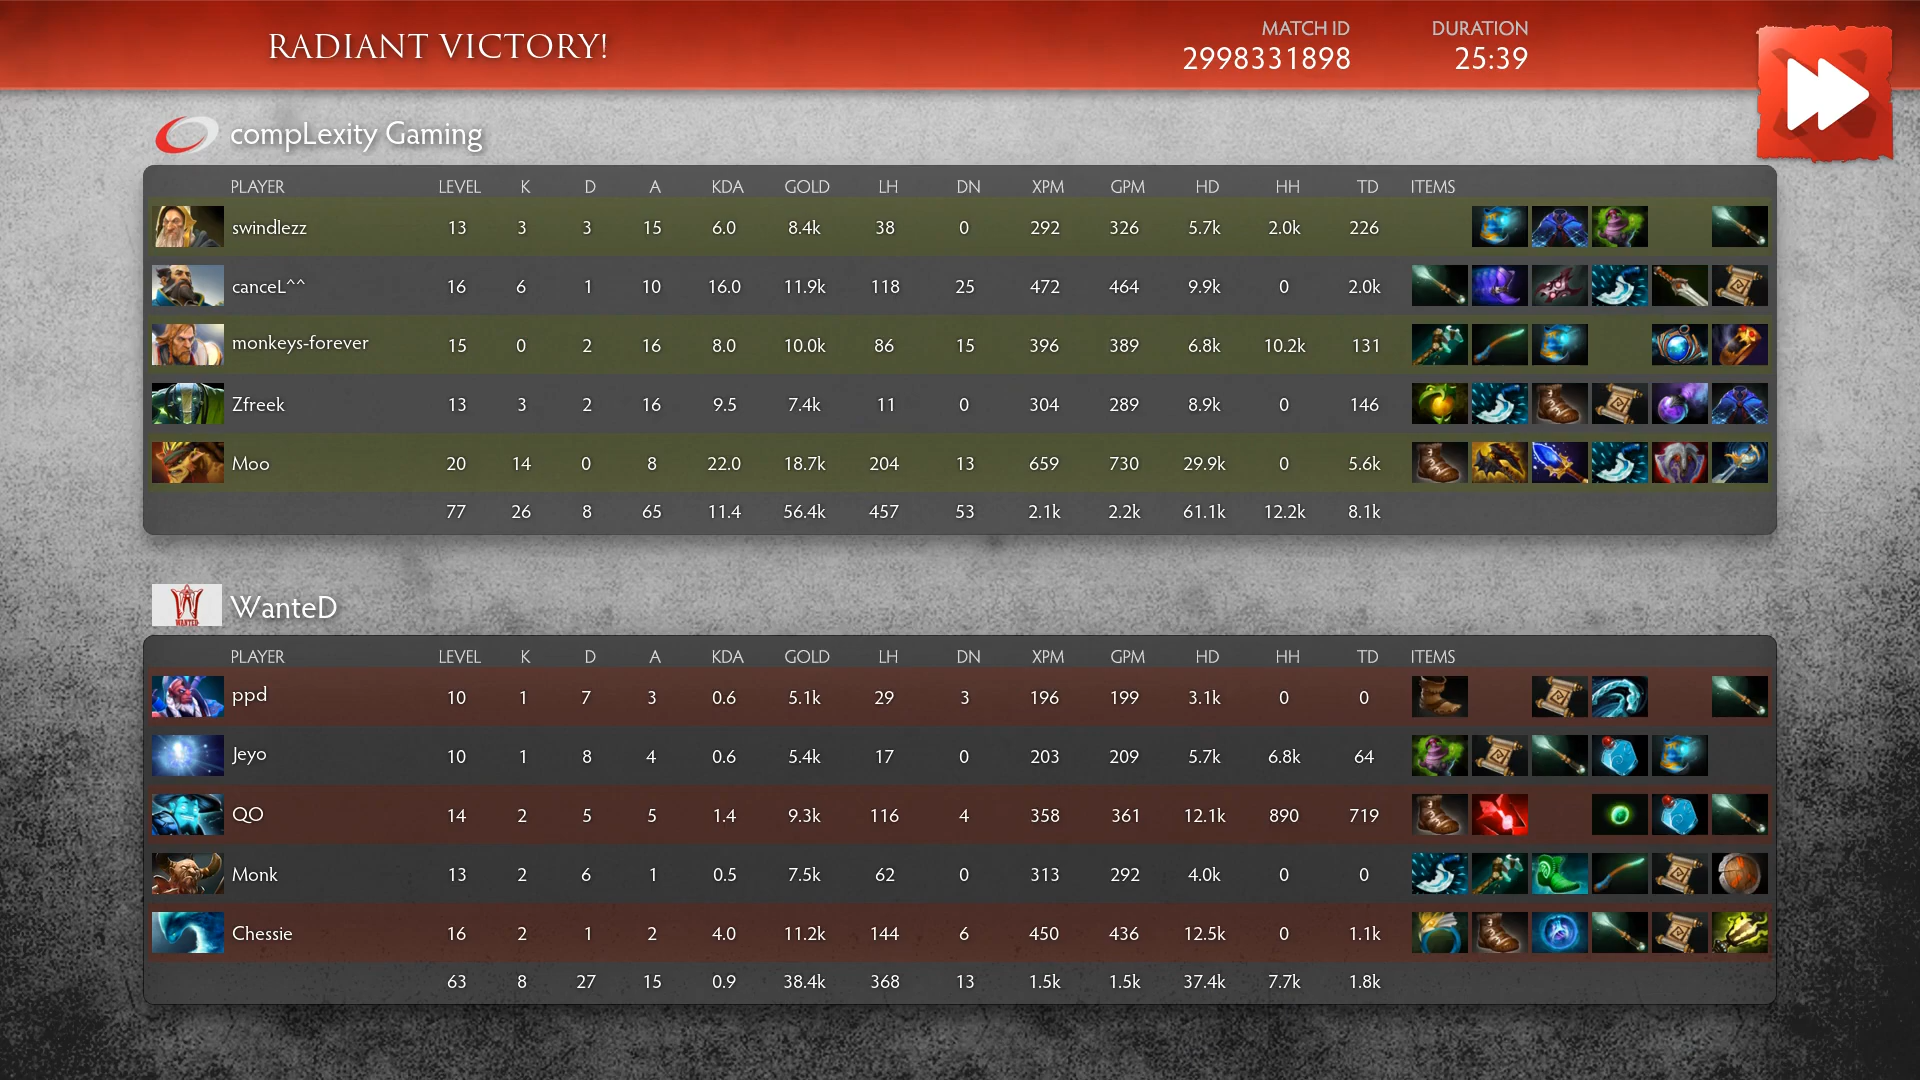 RADIANT VICTORY!
MATCH ID DURATION
2998331898 25:39
compLexity Gaming
PLAYER LEVEL K D A KDA GOLD LH DN XPM GPM HD HH TD ITEMS
swindlezz 13 3 3 15 6.0 8.4k 38 0 292 326 5.7k 2.0k 226
canceL^^ 16 6 1 10 16.0 11.9k 118 25 472 464 9.9k 0 2.0k
monkeys-forever 15 0 2 16 8.0 10.0k 86 15 396 389 6.8k 10.2k 131
Zfreek 13 3 2 16 9.5 7.4k 11 0 304 289 8.9k 0 146
Moo 20 14 0 8 22.0 18.7k 204 13 659 730 29.9k 0 5.6k
77 26 8 65 11.4 56.4k 457 53 2.1k 2.2k 61.1k 12.2k 8.1k
WANTED WanteD
PLAYER LEVEL K D A KDA GOLD LH DN XPM GPM HD HH TD ITEMS
ppd 10 1 7 3 0.6 5.1k 29 3 196 199 3.1k 0 0
Jeyo 10 1 8 4 0.6 5.4k 17 0 203 209 5.7k 6.8k 64
QO 14 2 5 5 1.4 9.3k 116 4 358 361 12.1k 890 719
Monk 13 2 6 1 0.5 7.5k 62 0 313 292 4.0k 0 0
Chessie 16 2 1 2 4.0 11.2k 144 6 450 436 12.5k 0 1.1k
63 8 27 15 0.9 38.4k 368 13 1.5k 1.5k 37.4k 7.7k 1.8k